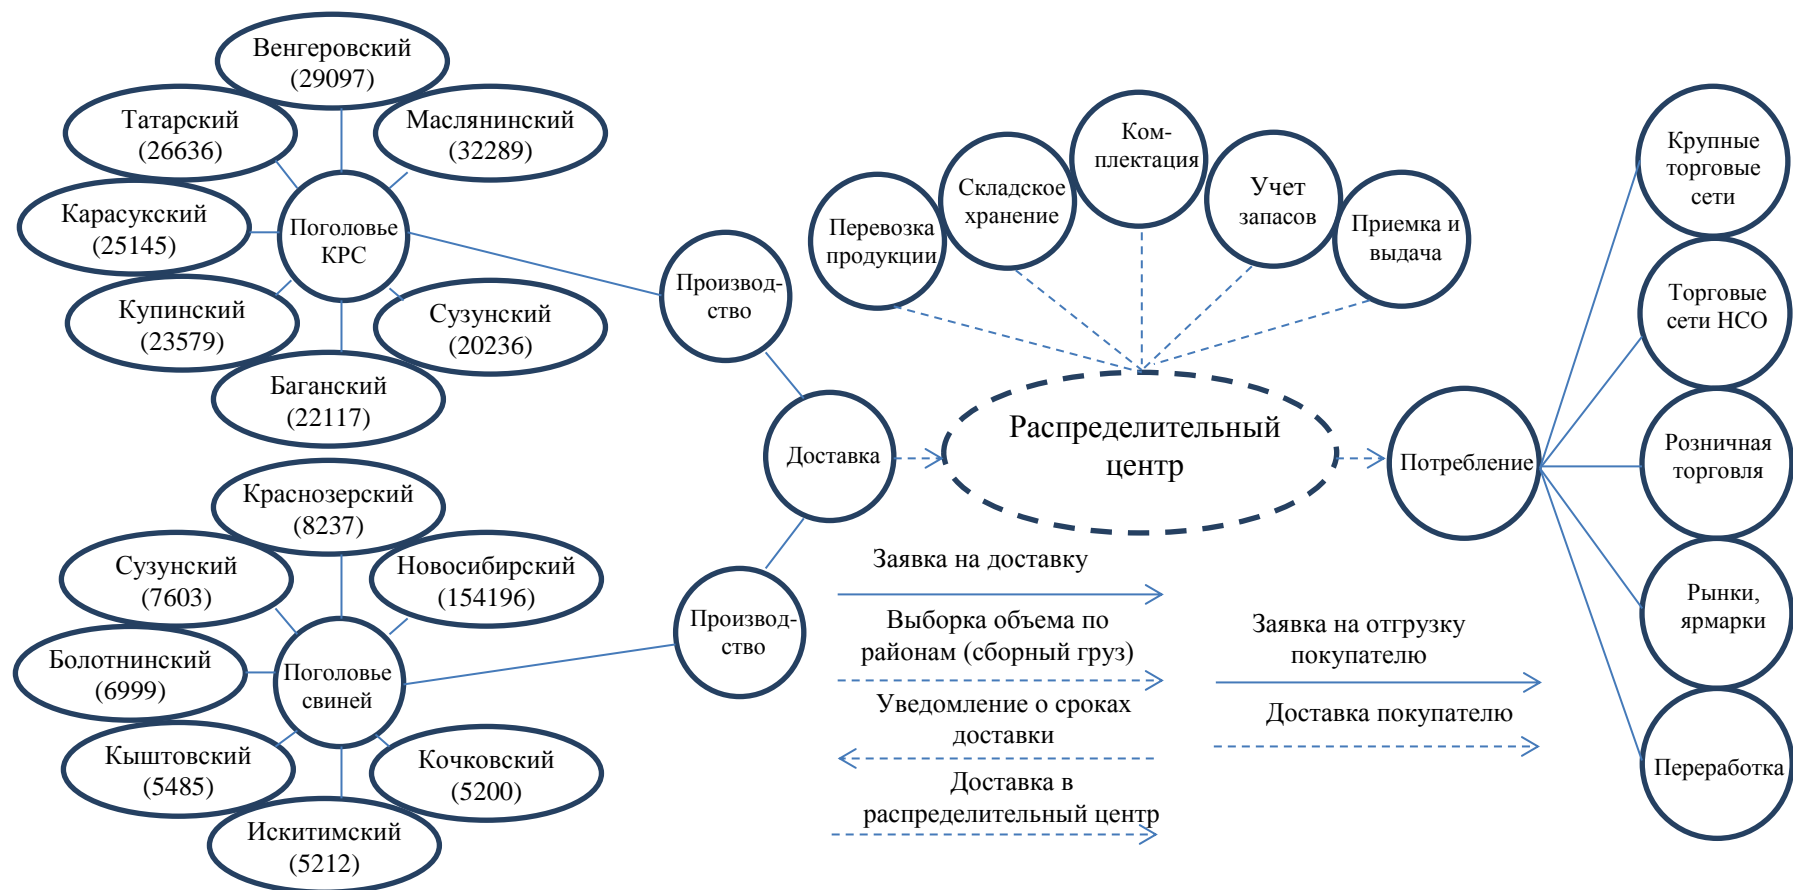 Венгеровский
(29097)
Татарский
(26636)
Маслянинский
(32289)
Карасукский
(25145)
Поголовье
КРС
Купинский
(23579)
Сузунский
(20236)
Баганский
(22117)
Краснозерский
(8237)
Сузунский
(7603)
Новосибирский
(154196)
Болотнинский
(6999)
Поголовье
свиней
Кыштовский
(5485)
Кочковский
(5200)
Искитимский
(5212)
Производ-
ство
Доставка
Производ-
ство
Перевозка
продукции
Складское
хранение
Ком-
плектация
Учет
запасов
Приемка и
выдача
Распределительный
центр
Заявка на доставку
Выборка объема по
районам (сборный груз)
Уведомление о сроках
доставки
Доставка в
распределительный центр
Заявка на отгрузку
покупателю
Доставка покупателю
Потребление
Крупные
торговые
сети
Торговые
сети НСО
Розничная
торговля
Рынки,
ярмарки
Переработка